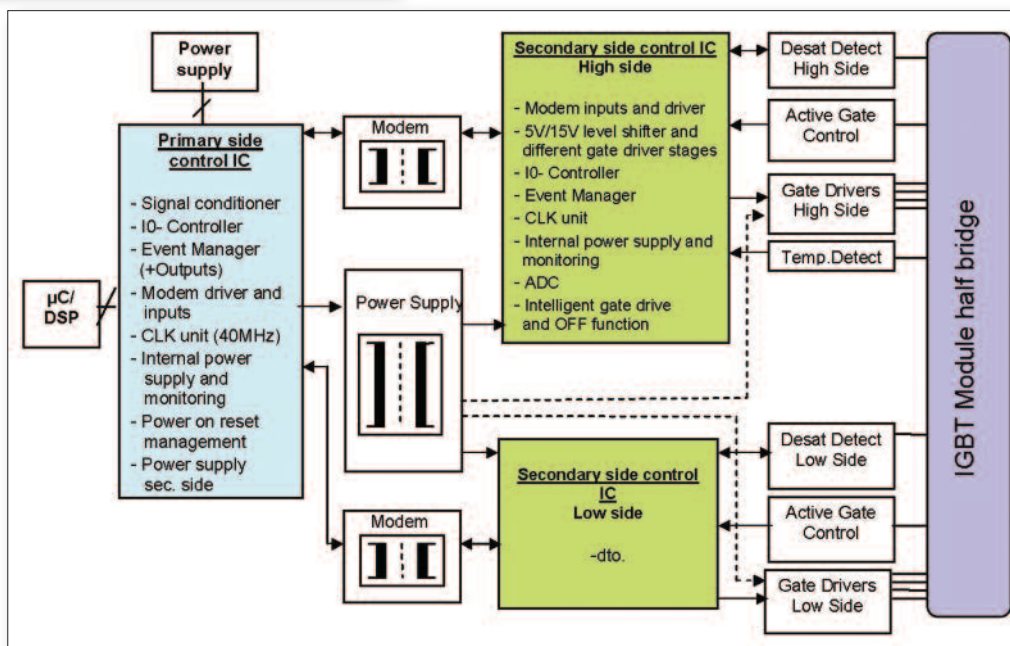 Power
supply
Primary side
control IC
- Signal conditioner
- I0- Controller
- Event Manager
(+Outputs)
- Modem driver and
inputs
- CLK unit (40MHz)
- Internal power
supply and
monitoring
- Power on reset
management
- Power supply
sec. side
µC/
DSP
Modem
Power Supply
Modem
Secondary side control IC
High side
- Modem inputs and driver
- 5V/15V level shifter and
different gate driver stages
- I0- Controller
- Event Manager
- CLK unit
- Internal power supply and
monitoring
- ADC
- Intelligent gate drive
and OFF function
Secondary side control
IC
Low side
-dto.
Desat Detect
High Side
Active Gate
Control
Gate Drivers
High Side
Temp.Detect
Desat Detect
Low Side
Active Gate
Control
Gate Drivers
Low Side
IGBT Module half bridge